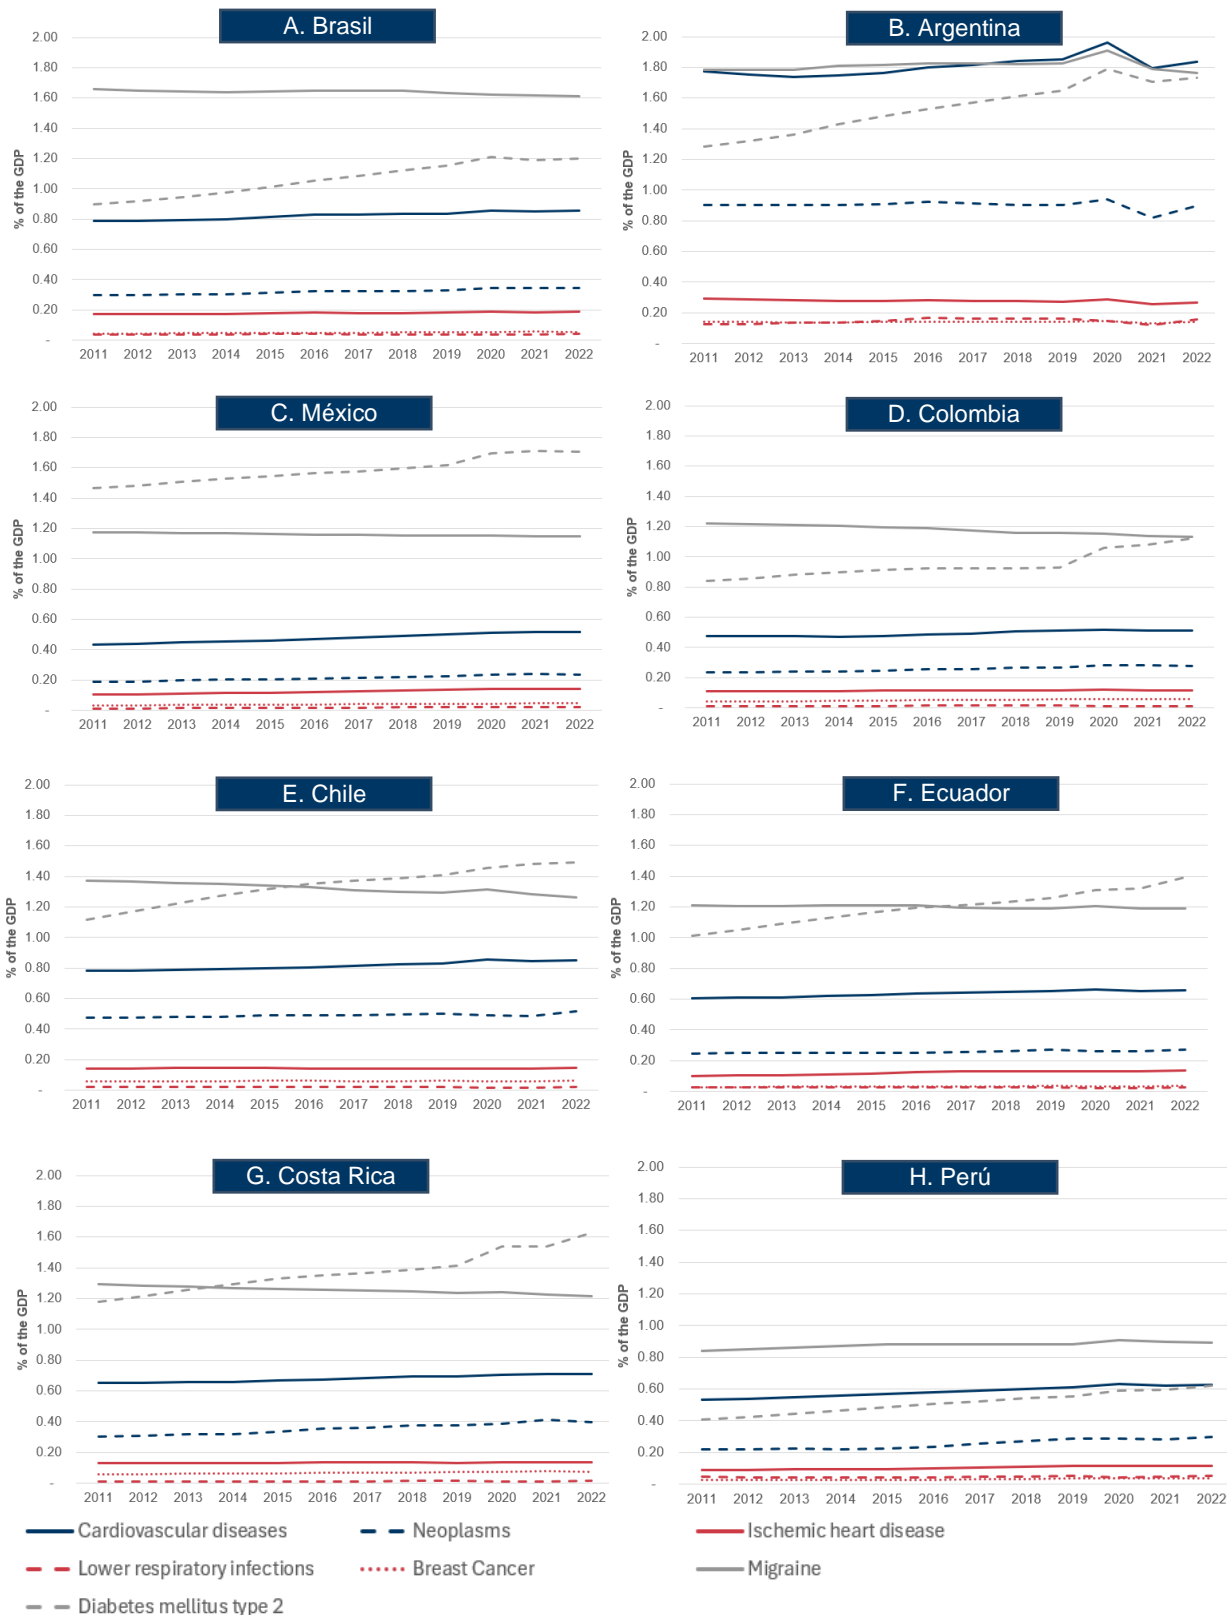 A. Brasil
% of the GDP
2.00
1.80
1.60
1.40
1.20
1.00
0.80
0.60
0.40
0.20
-
2011 2012 2013 2014 2015 2016 2017 2018 2019 2020 2021 2022
B. Argentina
% of the GDP
2.00
1.80
1.60
1.40
1.20
1.00
0.80
0.60
0.40
0.20
-
2011 2012 2013 2014 2015 2016 2017 2018 2019 2020 2021 2022
C. México
% of the GDP
2.00
1.80
1.60
1.40
1.20
1.00
0.80
0.60
0.40
0.20
-
2011 2012 2013 2014 2015 2016 2017 2018 2019 2020 2021 2022
D. Colombia
% of the GDP
2.00
1.80
1.60
1.40
1.20
1.00
0.80
0.60
0.40
0.20
-
2011 2012 2013 2014 2015 2016 2017 2018 2019 2020 2021 2022
E. Chile
% of the GDP
2.00
1.80
1.60
1.40
1.20
1.00
0.80
0.60
0.40
0.20
-
2011 2012 2013 2014 2015 2016 2017 2018 2019 2020 2021 2022
F. Ecuador
% of the GDP
2.00
1.80
1.60
1.40
1.20
1.00
0.80
0.60
0.40
0.20
-
2011 2012 2013 2014 2015 2016 2017 2018 2019 2020 2021 2022
G. Costa Rica
% of the GDP
2.00
1.80
1.60
1.40
1.20
1.00
0.80
0.60
0.40
0.20
-
2011 2012 2013 2014 2015 2016 2017 2018 2019 2020 2021 2022
H. Perú
% of the GDP
2.00
1.80
1.60
1.40
1.20
1.00
0.80
0.60
0.40
0.20
-
2011 2012 2013 2014 2015 2016 2017 2018 2019 2020 2021 2022
Cardiovascular diseases
Neoplasms
Ischemic heart disease
Lower respiratory infections
Breast Cancer
Migraine
Diabetes mellitus type 2